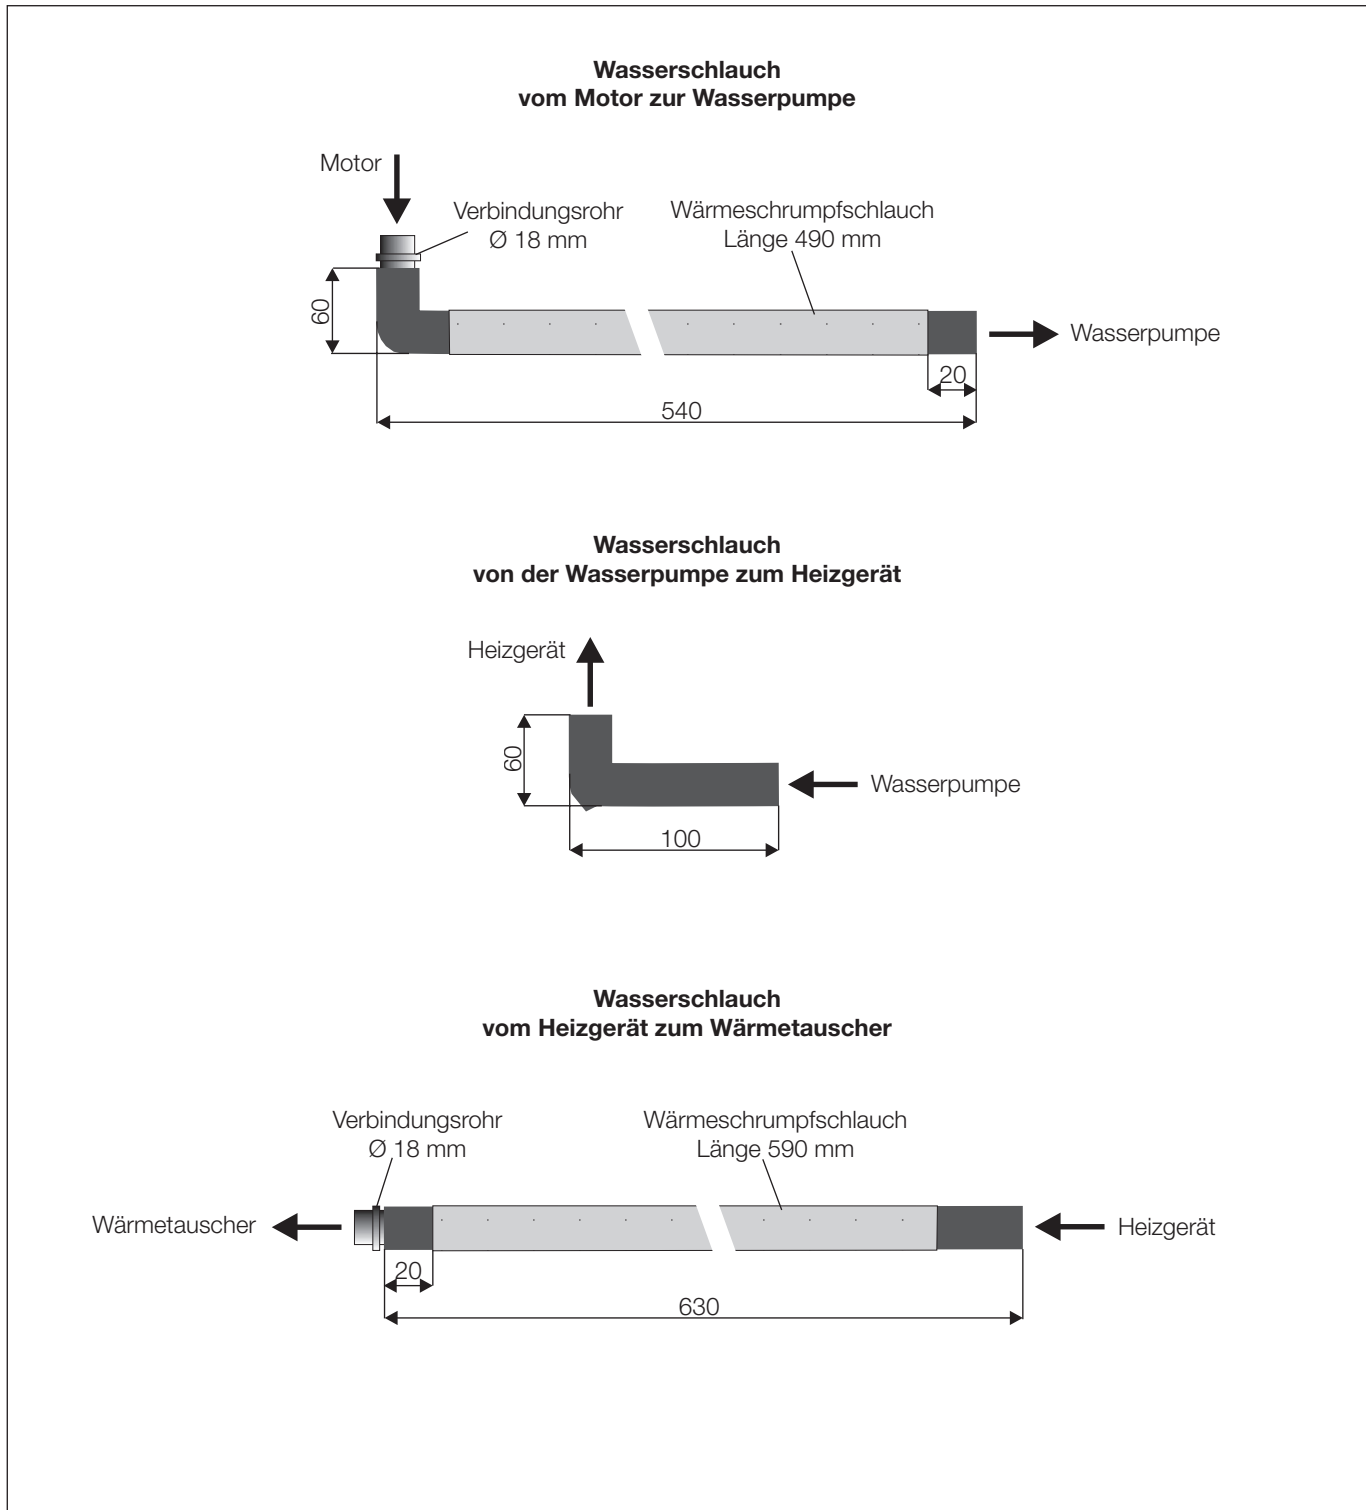 Wasserschlauch
vom Motor zur Wasserpumpe
Motor
Verbindungsrohr
Ø 18 mm
Wärmeschrumpfschlauch
Länge 490 mm
60
Wasserpumpe
20
540
Wasserschlauch
von der Wasserpumpe zum Heizgerät
Heizgerät
60
Wasserpumpe
100
Wasserschlauch
vom Heizgerät zum Wärmetauscher
Verbindungsrohr
Ø 18 mm
Wärmeschrumpfschlauch
Länge 590 mm
Wärmetauscher
Heizgerät
20
630